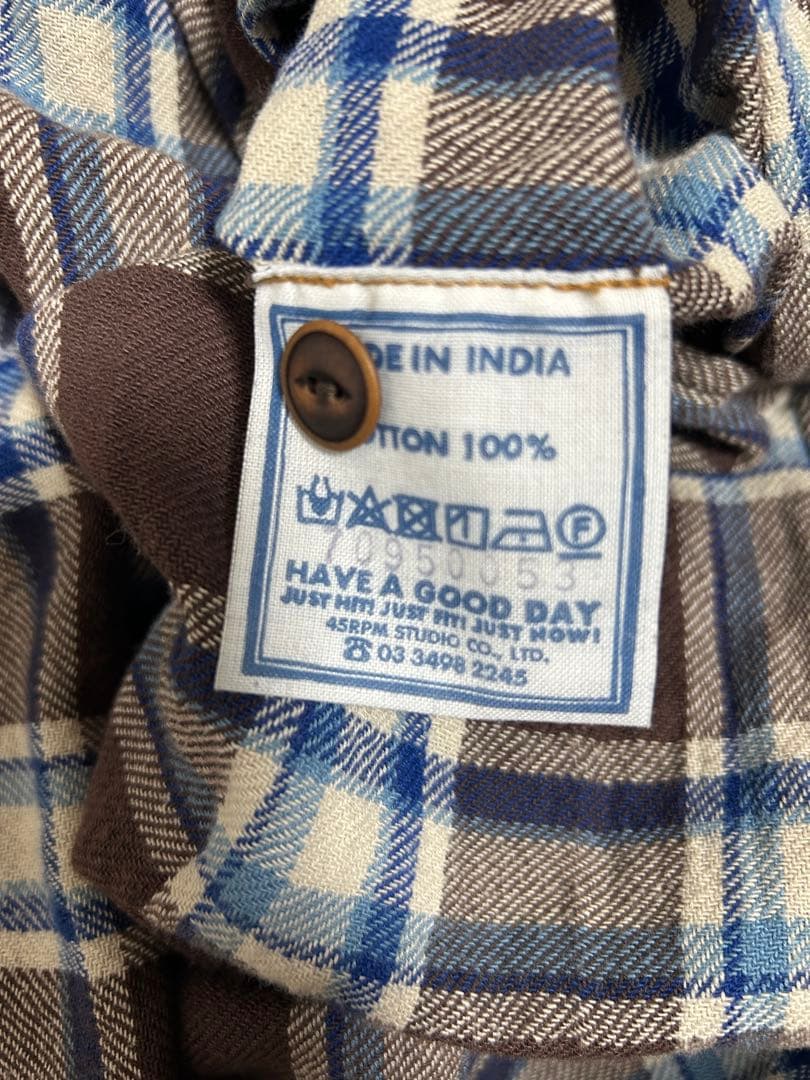 DE IN INDIA
TTON 100%
F
70950053
HAVE A GOOD DAY
JUST HIT! JUST FIT! JUST NOW!
45RPM STUDIO CO., LTD.
☎ 03 3498 2245